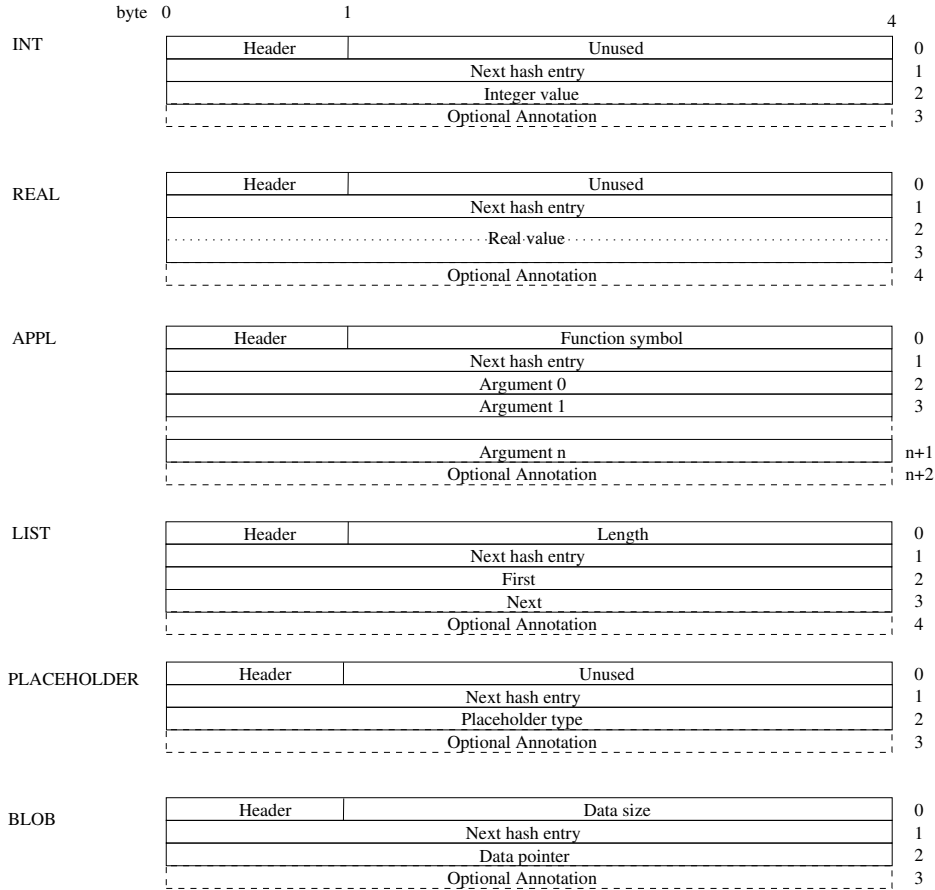 byte 0 1 4
INT
Header Unused 0
Next hash entry 1
Integer value 2
Optional Annotation 3
REAL
Header Unused 0
Next hash entry 1
2
Real value
3
Optional Annotation 4
APPL
Header Function symbol 0
Next hash entry 1
Argument 0 2
Argument 1 3
Argument n n+1
Optional Annotation n+2
LIST
Header Length 0
Next hash entry 1
First 2
Next 3
Optional Annotation 4
PLACEHOLDER
Header Unused 0
Next hash entry 1
Placeholder type 2
Optional Annotation 3
BLOB
Header Data size 0
Next hash entry 1
Data pointer 2
Optional Annotation 3